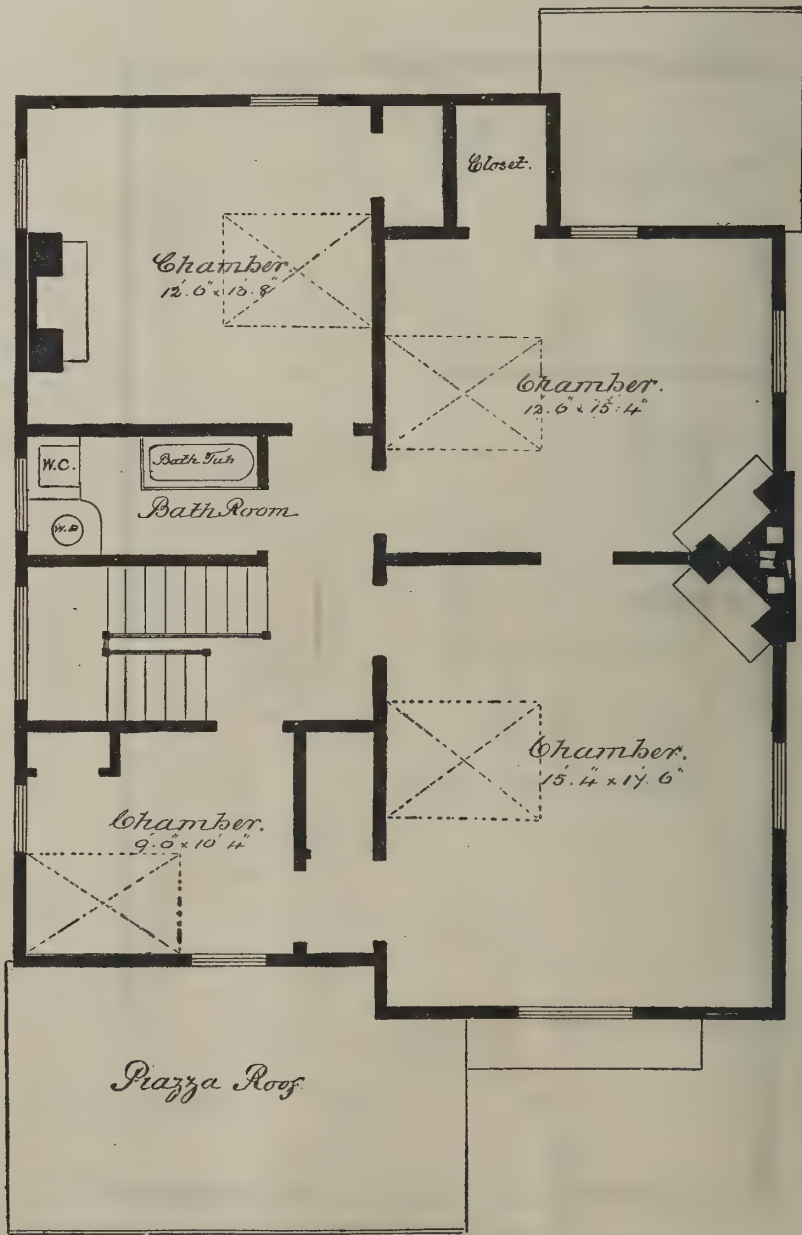 Closet.
Chamber.
12'.6" x 13.8"
Chamber.
12.6" x 15.4"
W.C.
Bath Tub
Bath Room
W.B
Chamber.
15.4" x 17.6"
Chamber.
9'.0" x 10'4"
Piazza Roof